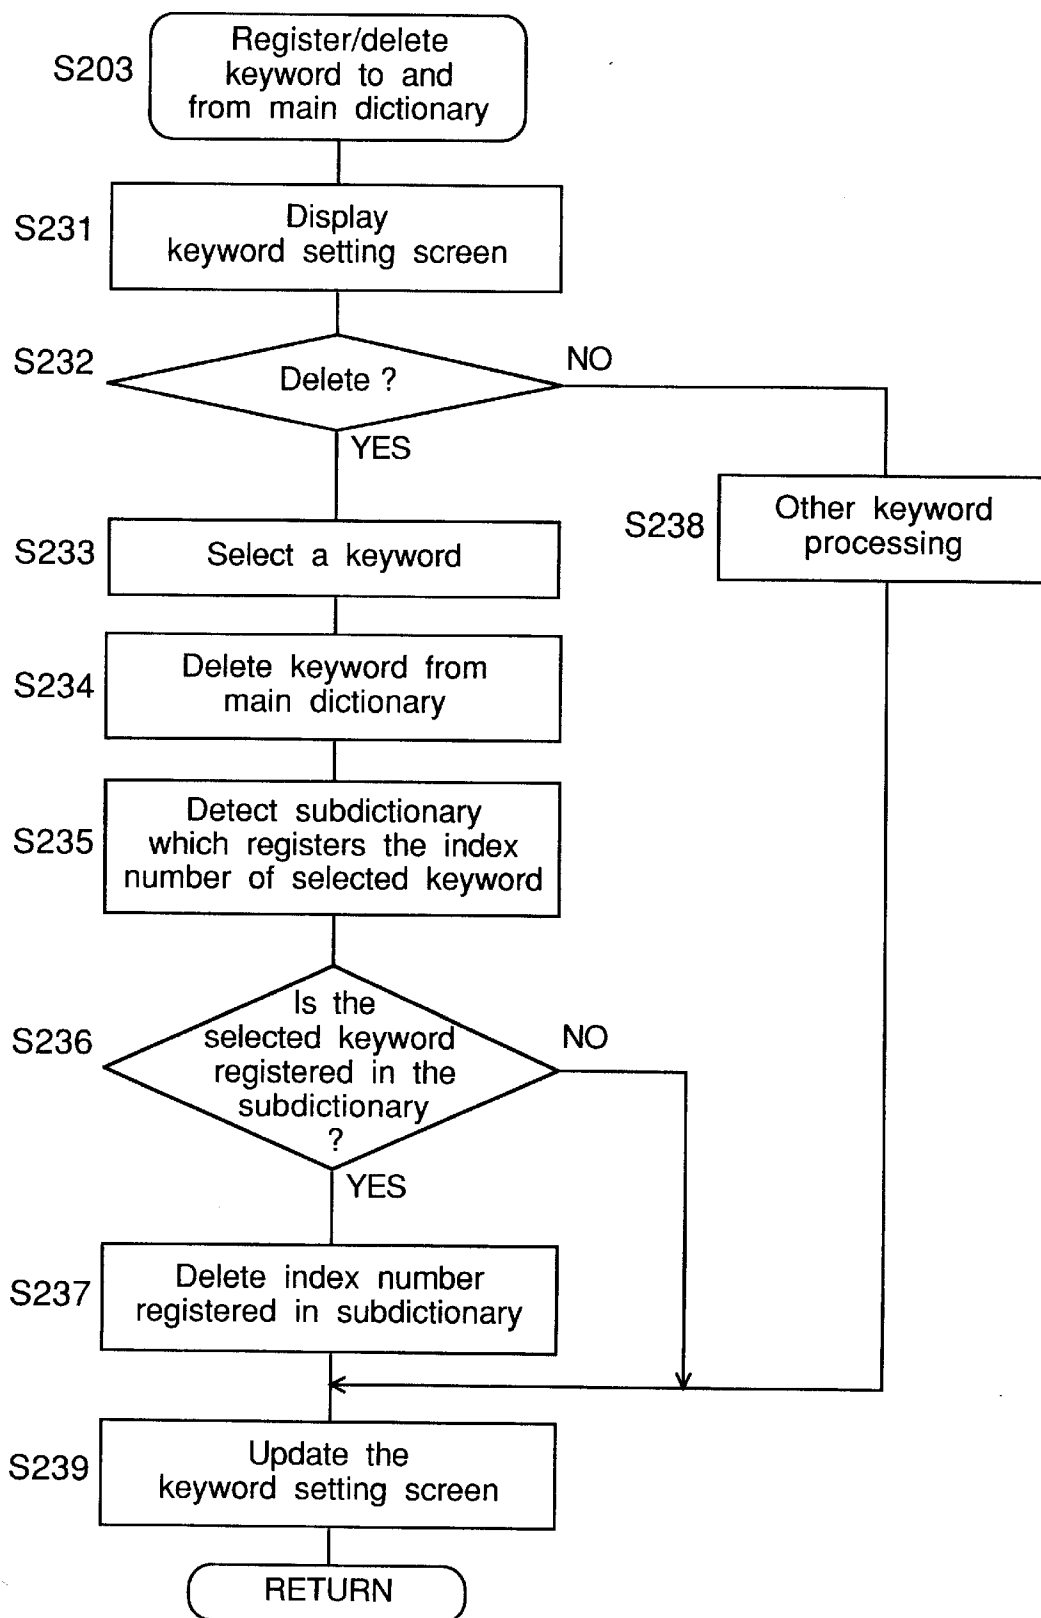 S203
Register/delete
keyword to and
from main dictionary
S231
Display
keyword setting screen
S232
Delete ?
NO
YES
S233
Select a keyword
S238
Other keyword
processing
S234
Delete keyword from
main dictionary
S235
Detect subdictionary
which registers the index
number of selected keyword
S236
Is the
selected keyword
registered in the
subdictionary
?
NO
YES
S237
Delete index number
registered in subdictionary
S239
Update the
keyword setting screen
RETURN